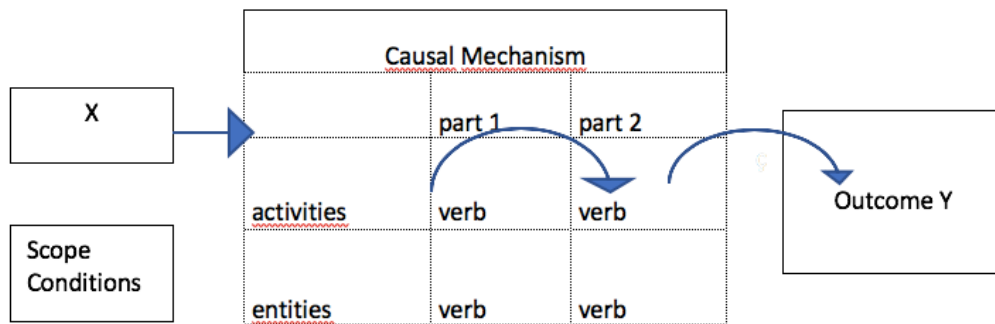 Causal Mechanism
X
part 1 part 2
activities verb verb
Outcome Y
Scope
Conditions
entities verb verb